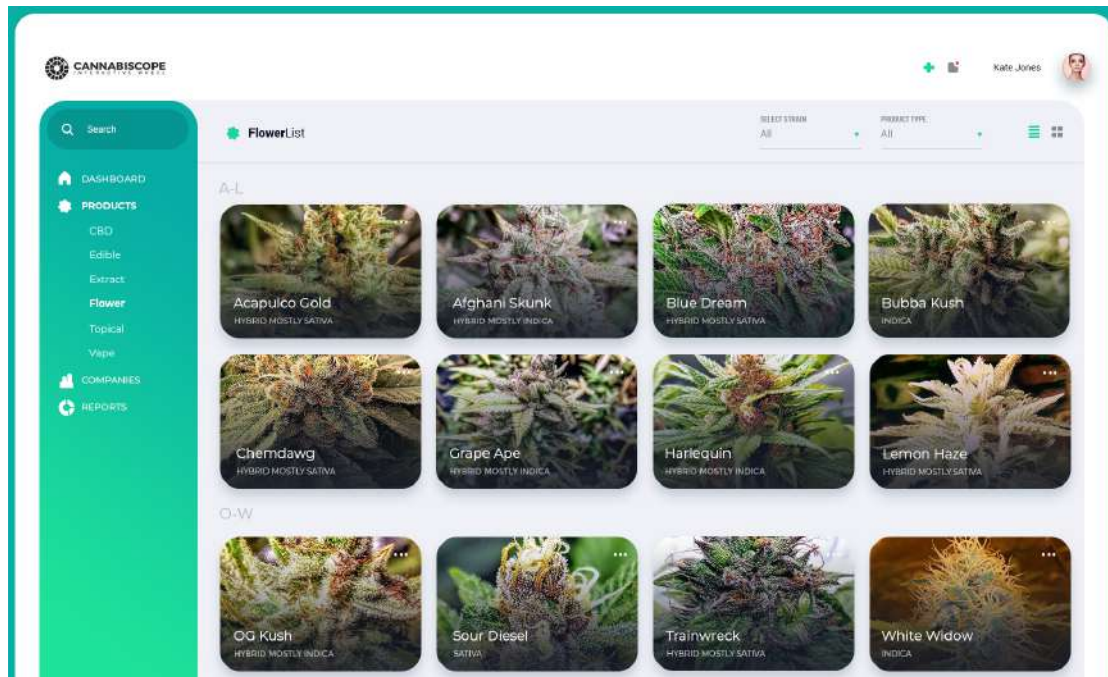 CANNABISCOPE
INTERACTIVE WHEEL
Kate Jones
Search
FlowerList
SELECT STRAIN
All
PRODUCT TYPE
All
DASHBOARD
PRODUCTS
CBD
Edible
Extract
Flower
Topical
Vape
COMPANIES
REPORTS
A-L
Acapulco Gold
HYBRID MOSTLY SATIVA
Afghani Skunk
HYBRID MOSTLY INDICA
Blue Dream
HYBRID MOSTLY SATIVA
Bubba Kush
INDICA
Chemdawg
HYBRID MOSTLY SATIVA
Grape Ape
HYBRID MOSTLY INDICA
Harlequin
HYBRID MOSTLY INDICA
Lemon Haze
HYBRID MOSTLY SATIVA
O-W
OG Kush
HYBRID MOSTLY INDICA
Sour Diesel
SATIVA
Trainwreck
HYBRID MOSTLY SATIVA
White Widow
INDICA